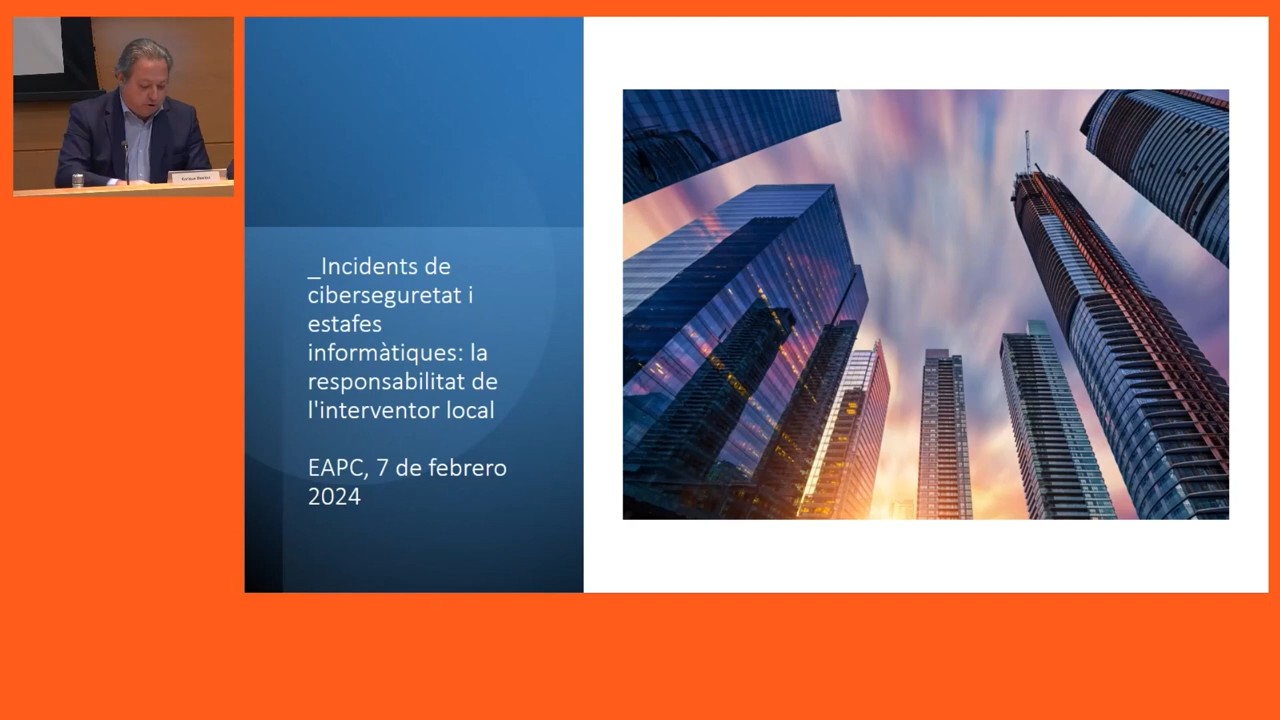 _Incidents de
ciberseguretat i
estafes
informàtiques: la
responsabilitat de
l'interventor local
EAPC, 7 de febrero
2024